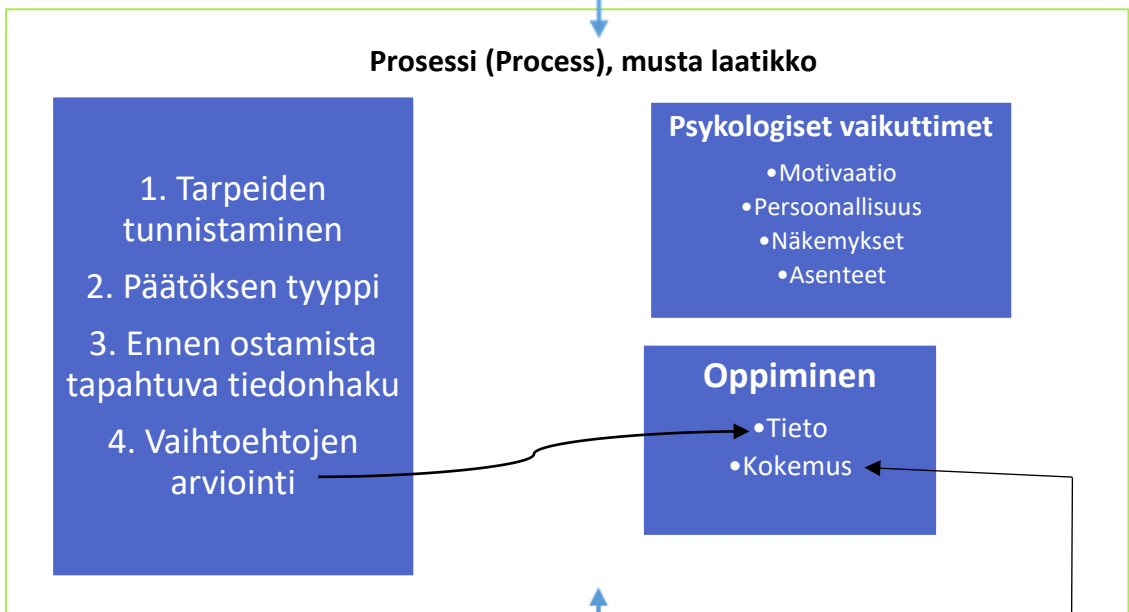 Prosessi (Process), musta laatikko
1. Tarpeiden
tunnistaminen
2. Päätöksen tyyppi
3. Ennen ostamista
tapahtuva tiedonhaku
4. Vaihtoehtojen
arviointi
Psykologiset vaikuttimet
•Motivaatio
•Persoonallisuus
•Näkemykset
•Asenteet
Oppiminen
•Tieto
•Kokemus